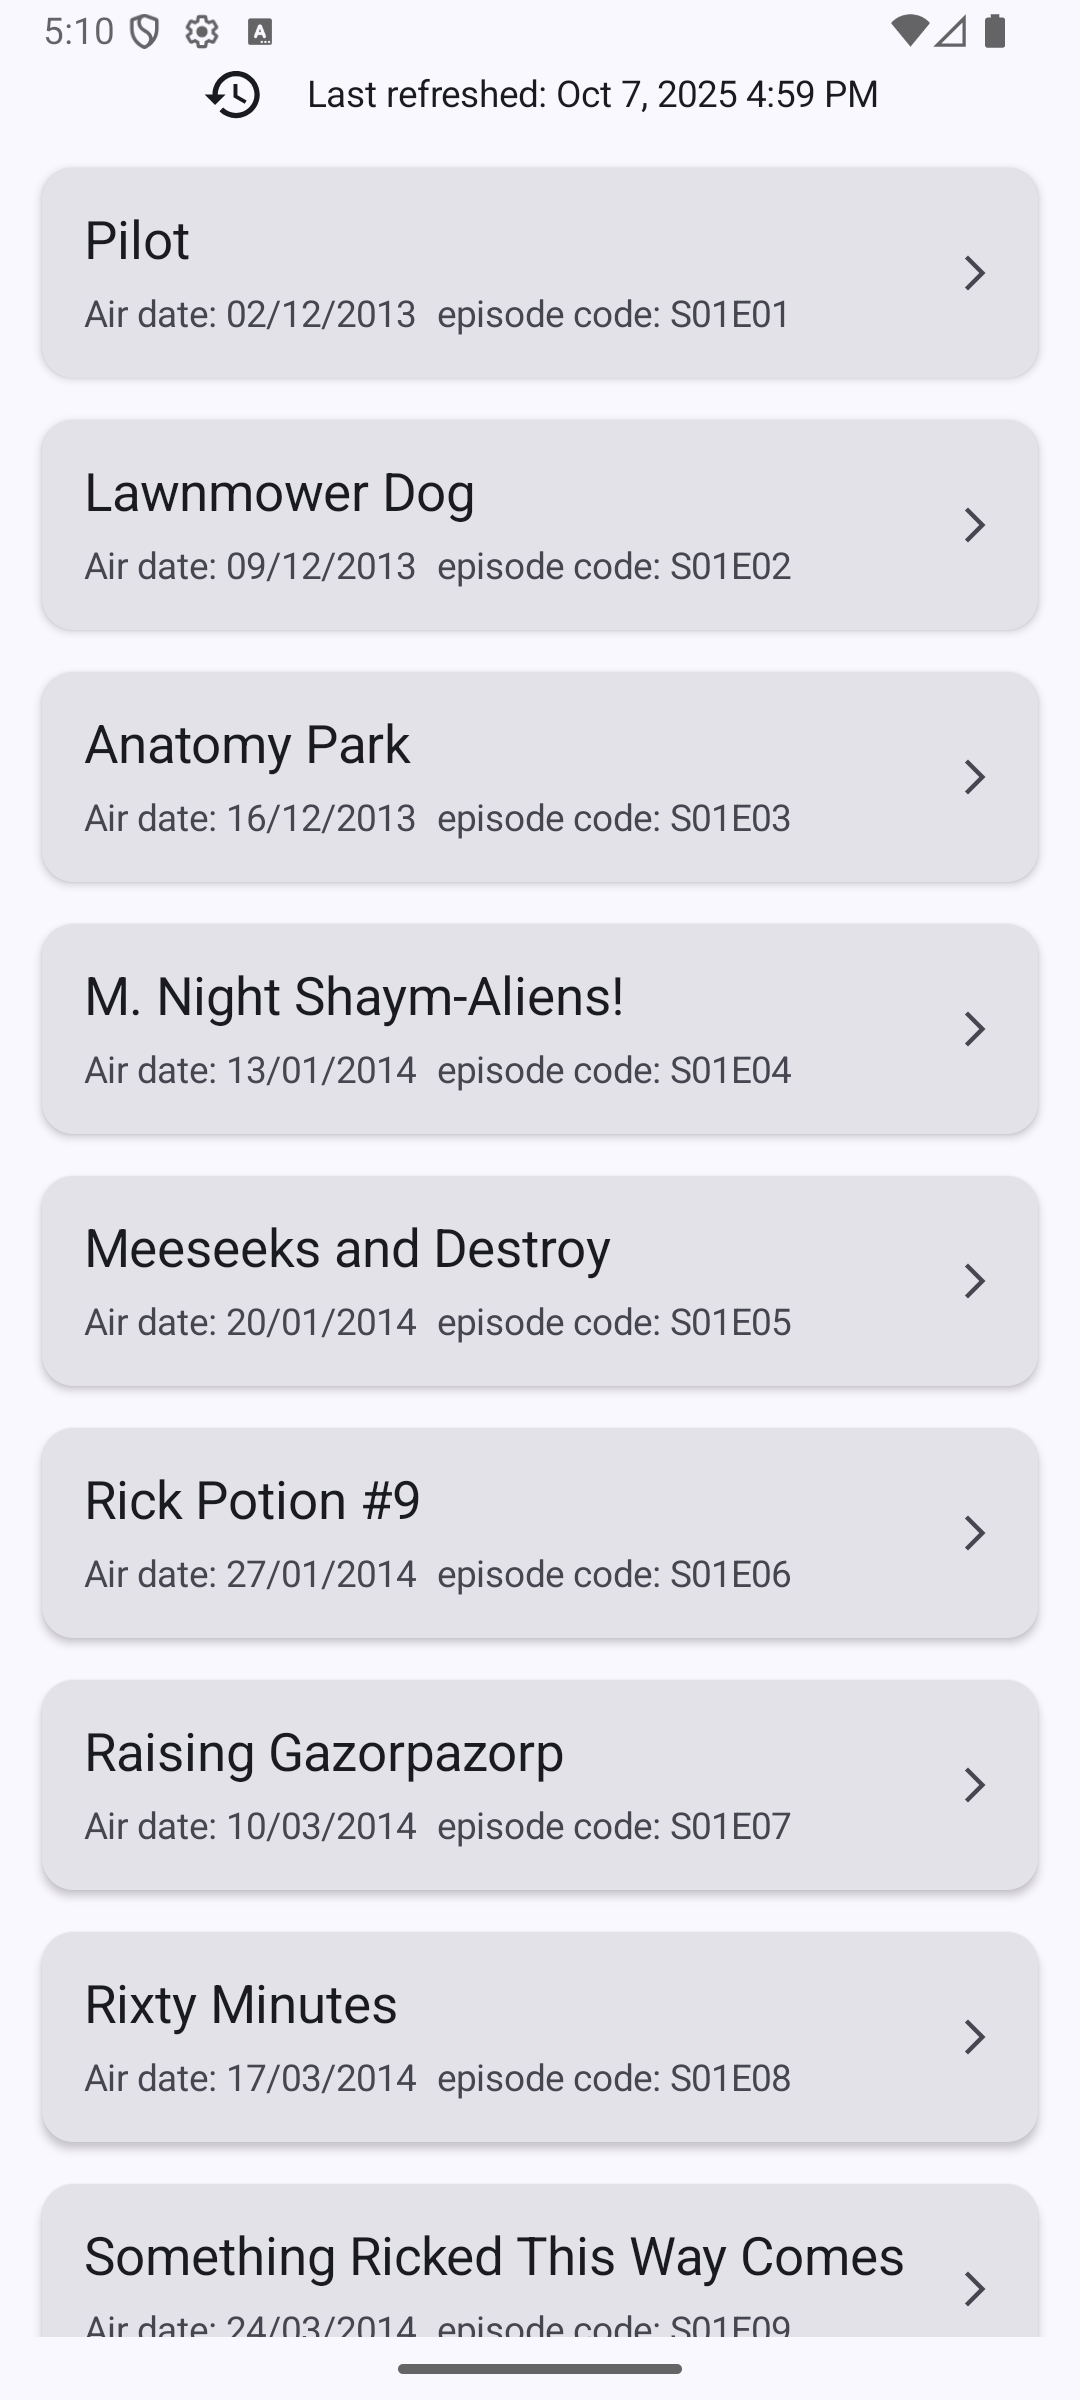 5:10
Last refreshed: Oct 7, 2025 4:59 PM
Pilot
Air date: 02/12/2013 episode code: S01E01
Lawnmower Dog
Air date: 09/12/2013 episode code: S01E02
Anatomy Park
Air date: 16/12/2013 episode code: S01E03
M. Night Shaym-Aliens!
Air date: 13/01/2014 episode code: S01E04
Meeseeks and Destroy
Air date: 20/01/2014 episode code: S01E05
Rick Potion #9
Air date: 27/01/2014 episode code: S01E06
Raising Gazorpazorp
Air date: 10/03/2014 episode code: S01E07
Rixty Minutes
Air date: 17/03/2014 episode code: S01E08
Something Ricked This Way Comes
Air date: 24/03/2014 episode code: S01E09